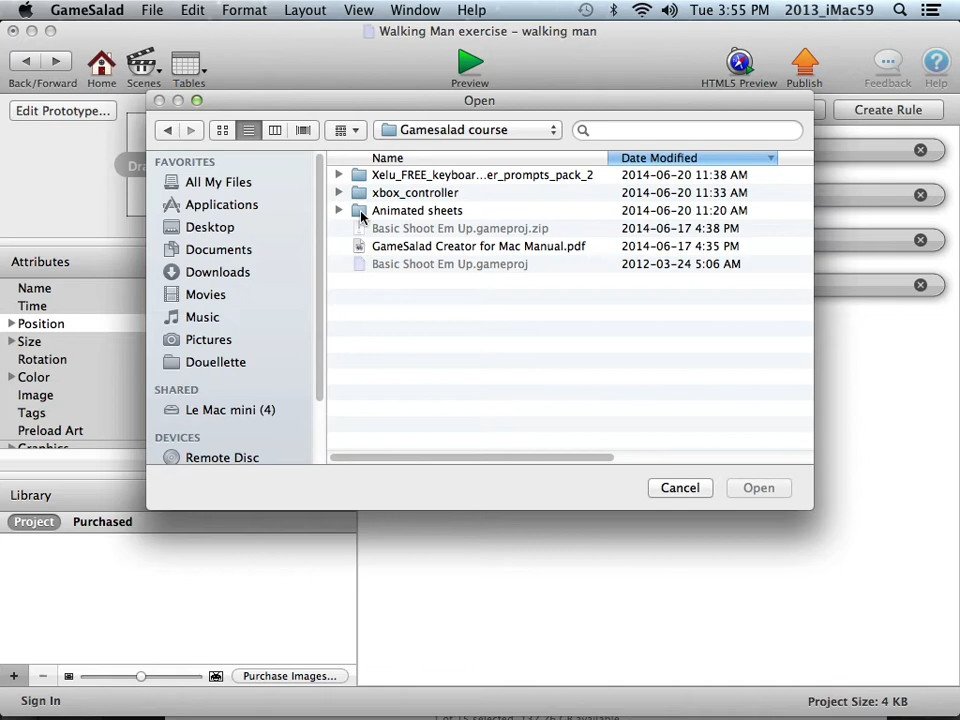 GameSalad File Edit Format Layout View Window Help Tue 3:55 PM 2013_iMac59
Walking Man exercise – walking man
Back/Forward Home Scenes Tables Preview HTML5 Preview Publish Help
Edit Prototype... Open Create Rule
Gamesalad course
FAVORITES
All My Files
Applications
Desktop
Documents
Downloads
Movies
Music
Pictures
Douellette
SHARED
Le Mac mini (4)
DEVICES
Remote Disc
Name Date Modified
Xelu_FREE_keyboar...er_prompts_pack_2 2014-06-20 11:38 AM
xbox_controller 2014-06-20 11:33 AM
Animated sheets 2014-06-20 11:20 AM
Basic Shoot Em Up.gameproj.zip 2014-06-17 4:38 PM
GameSalad Creator for Mac Manual.pdf 2014-06-17 4:35 PM
Basic Shoot Em Up.gameproj 2012-03-24 5:06 AM
Cancel Open
Attributes
Name
Time
Position
Size
Rotation
Color
Image
Tags
Preload Art
Graphics
Library
Project Purchased
Purchase Images...
Sign In Project Size: 4 KB
Feedback